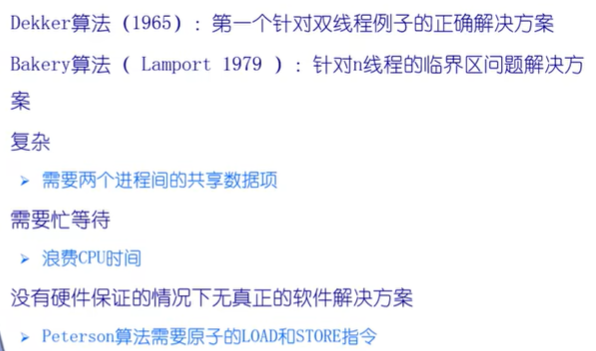 Dekker算法（1965）：第一个针对双线程例子的正确解决方案
Bakery算法（ Lamport 1979 ）：针对n线程的临界区问题解决方
案
复杂
➢ 需要两个进程间的共享数据项
需要忙等待
➢ 浪费CPU时间
没有硬件保证的情况下无真正的软件解决方案
➢ Peterson算法需要原子的LOAD和STORE指令